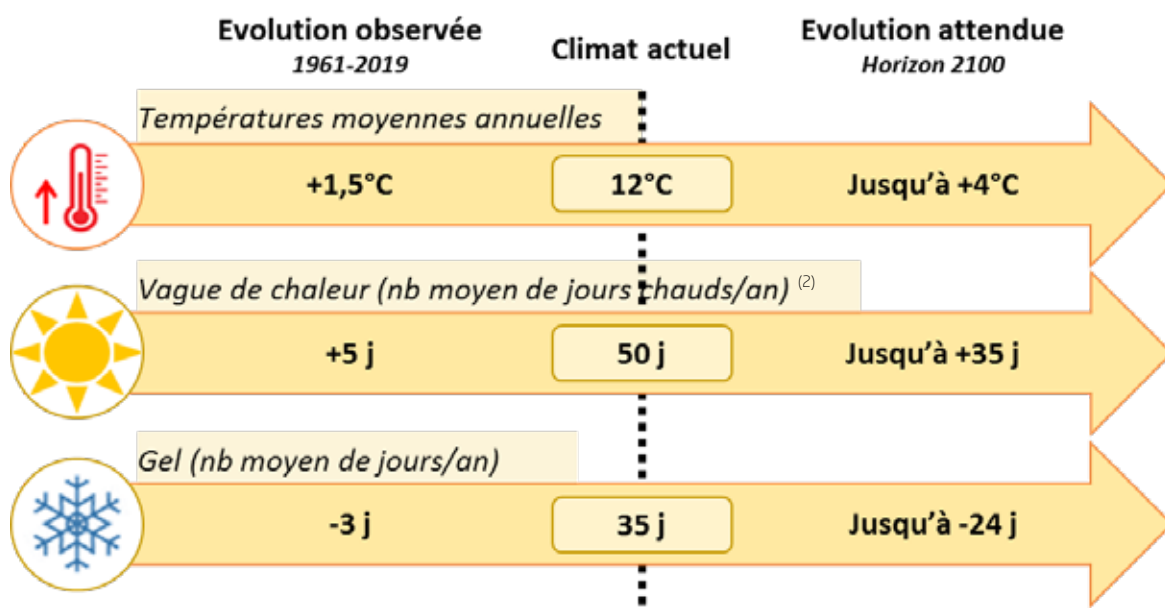 Evolution observée
1961-2019
Climat actuel
Evolution attendue
Horizon 2100
Températures moyennes annuelles
+1,5°C
12°C
Jusqu'à +4°C
Vague de chaleur (nb moyen de jours chauds/an) (2)
+5 j
50 j
Jusqu'à +35 j
Gel (nb moyen de jours/an)
-3 j
35 j
Jusqu'à -24 j